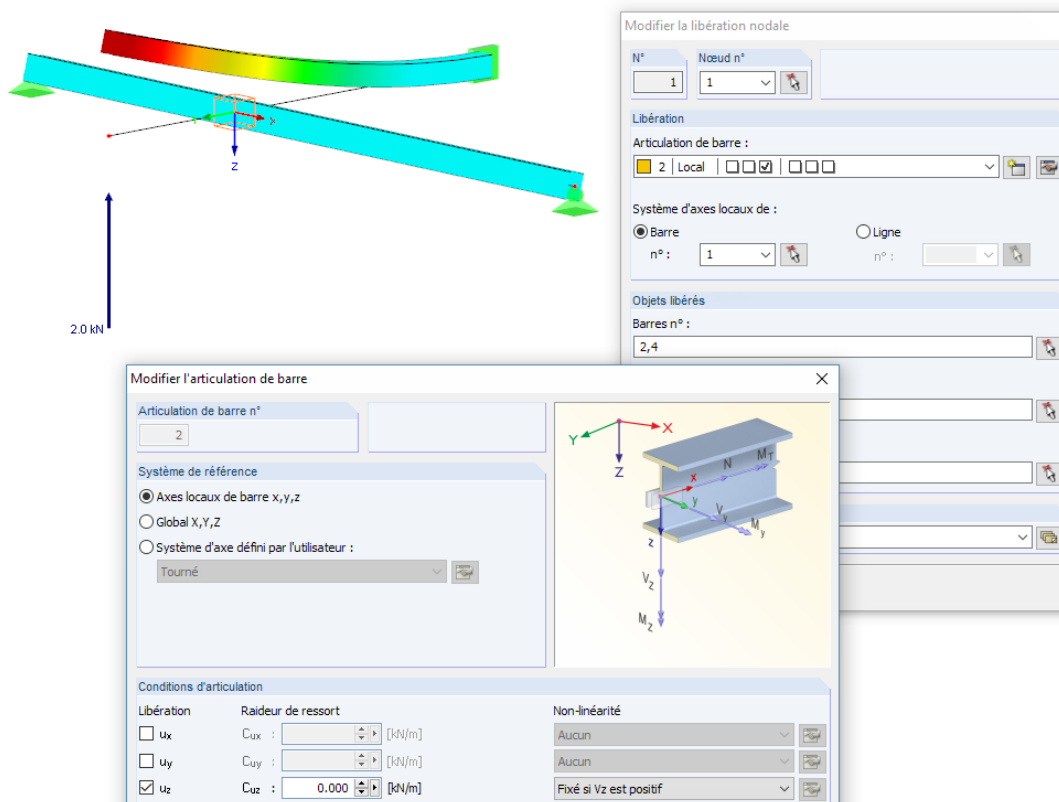 X
Y
Z
2.0 kN
Modifier la libération nodale
N°
Nœud n°
1
1
Libération
Articulation de barre :
2 | Local
Système d'axes locaux de :
Barre
Ligne
n° :
1
n° :
Objets libérés
Barres n° :
2,4
Modifier l'articulation de barre
Articulation de barre n°
2
Système de référence
Axes locaux de barre x,y,z
Global X,Y,Z
Système d'axe défini par l'utilisateur :
Tourné
Y
X
Z
N
MT
x
y
Vy
My
z
Vz
Mz
Conditions d'articulation
Libération
Raideur de ressort
Non-linéarité
ux
Cux :
[kN/m]
Aucun
uy
Cuy :
[kN/m]
Aucun
uz
Cuz :
0.000
[kN/m]
Fixé si Vz est positif